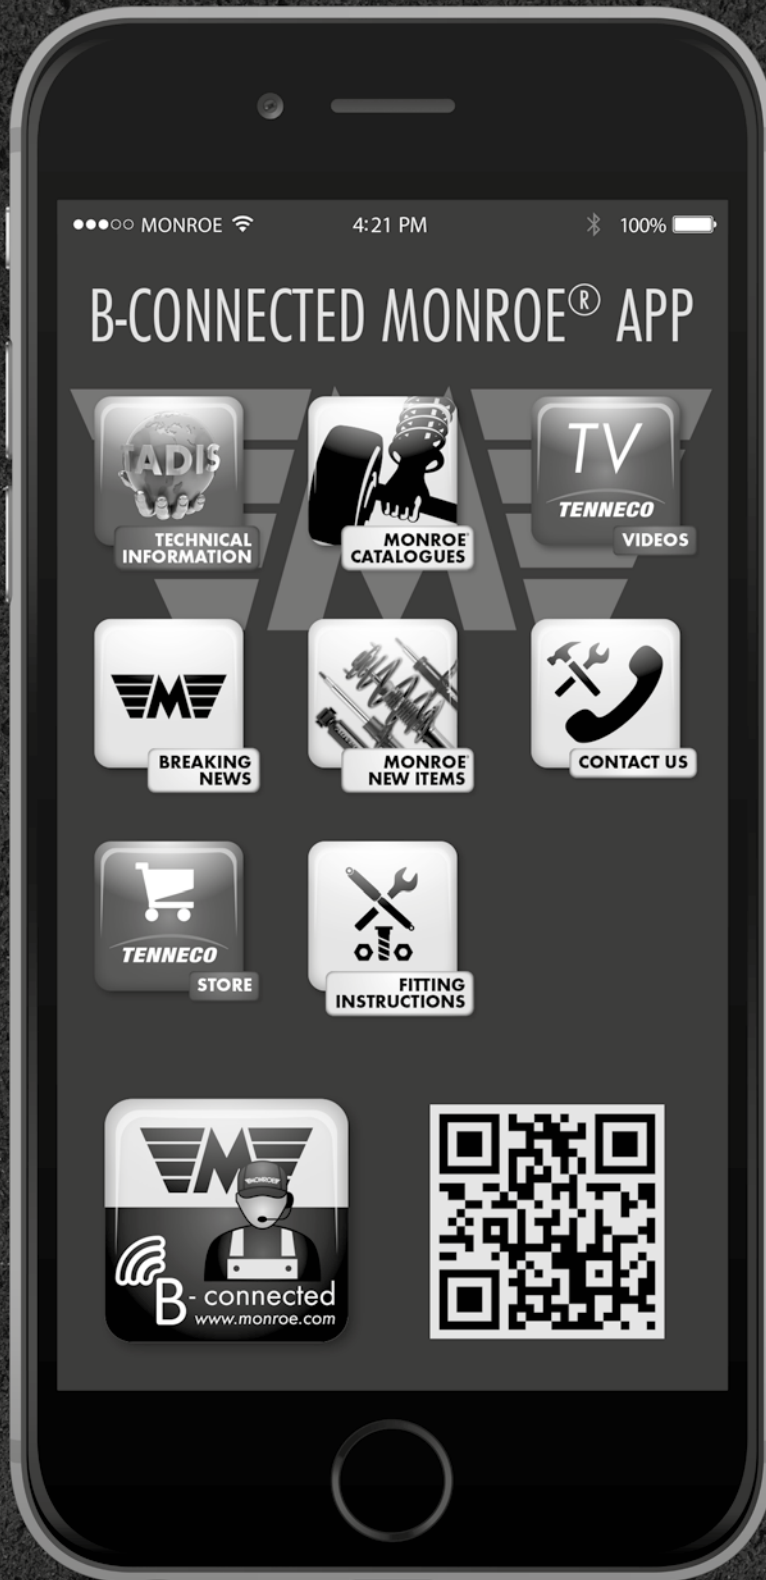 MONROE 4:21 PM 100%
B-CONNECTED MONROE® APP
TADIS
TECHNICAL
INFORMATION
MONROE®
CATALOGUES
TV
TENNECO
VIDEOS
M
BREAKING
NEWS
MONROE®
NEW ITEMS
CONTACT US
TENNECO
STORE
FITTING
INSTRUCTIONS
M
MONROE
B - connected
www.monroe.com